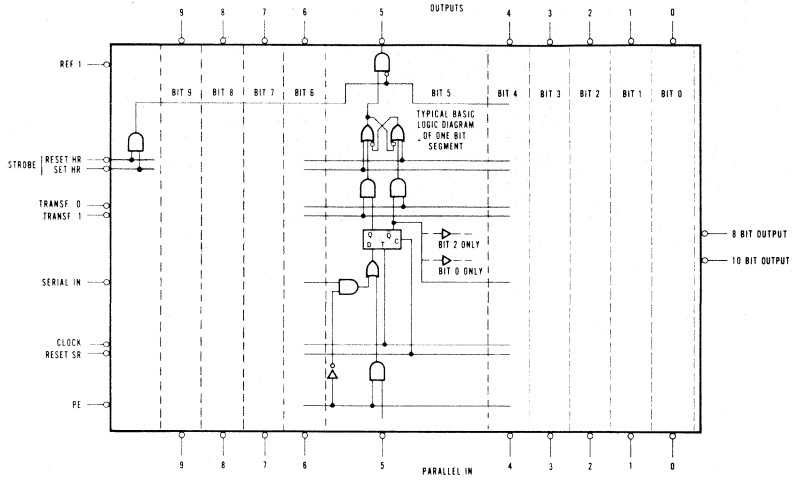 OUTPUTS
9 8 7 6 5 4 3 2 1 0
REF 1
BIT 9 BIT 8 BIT 7 BIT 6 BIT 5 BIT 4 BIT 3 BIT 2 BIT 1 BIT 0
TYPICAL BASIC
LOGIC DIAGRAM
OF ONE BIT
SEGMENT
STROBE
RESET HR
SET HR
TRANSF. 0
TRANSF. 1
Q Q
D T C
BIT 2 ONLY
BIT 0 ONLY
8 BIT OUTPUT
10 BIT OUTPUT
SERIAL IN
CLOCK
RESET SR
PE
9 8 7 6 5 4 3 2 1 0
PARALLEL IN